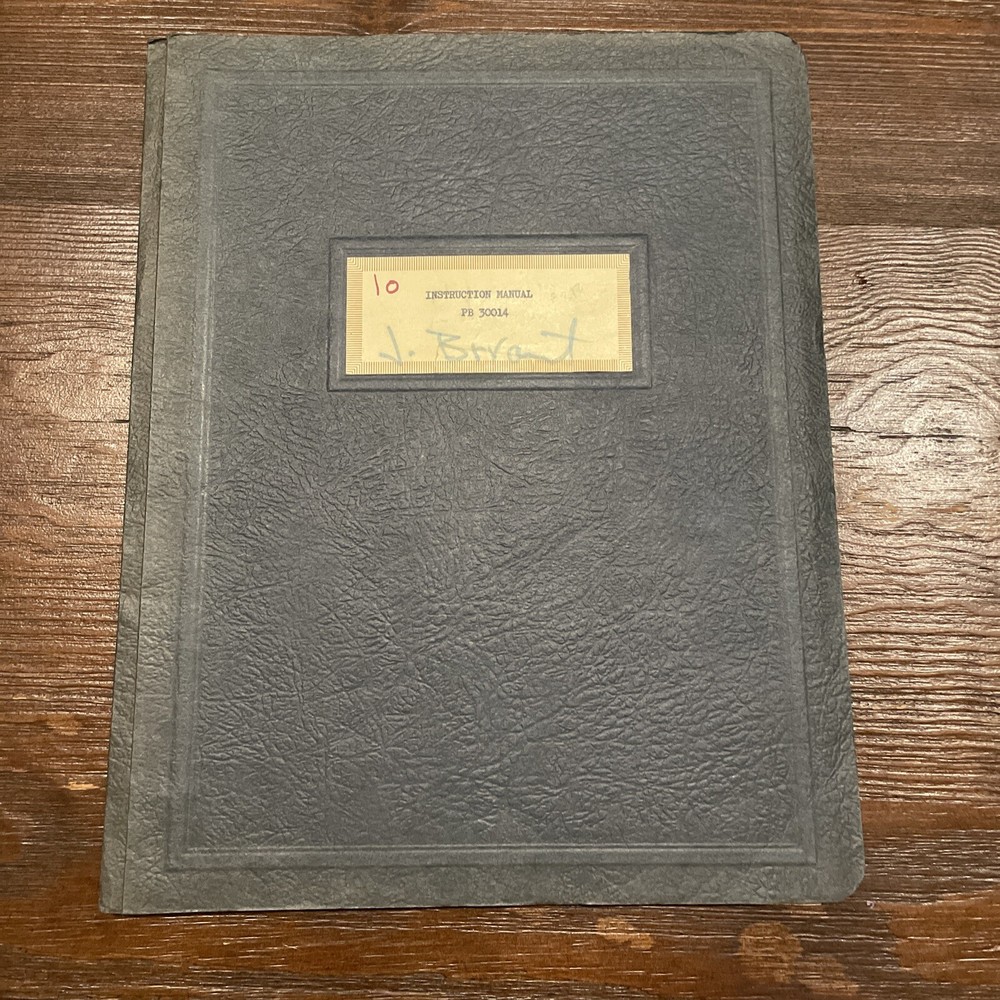 10
INSTRUCTION MANUAL
PB 30014
J. Bryant